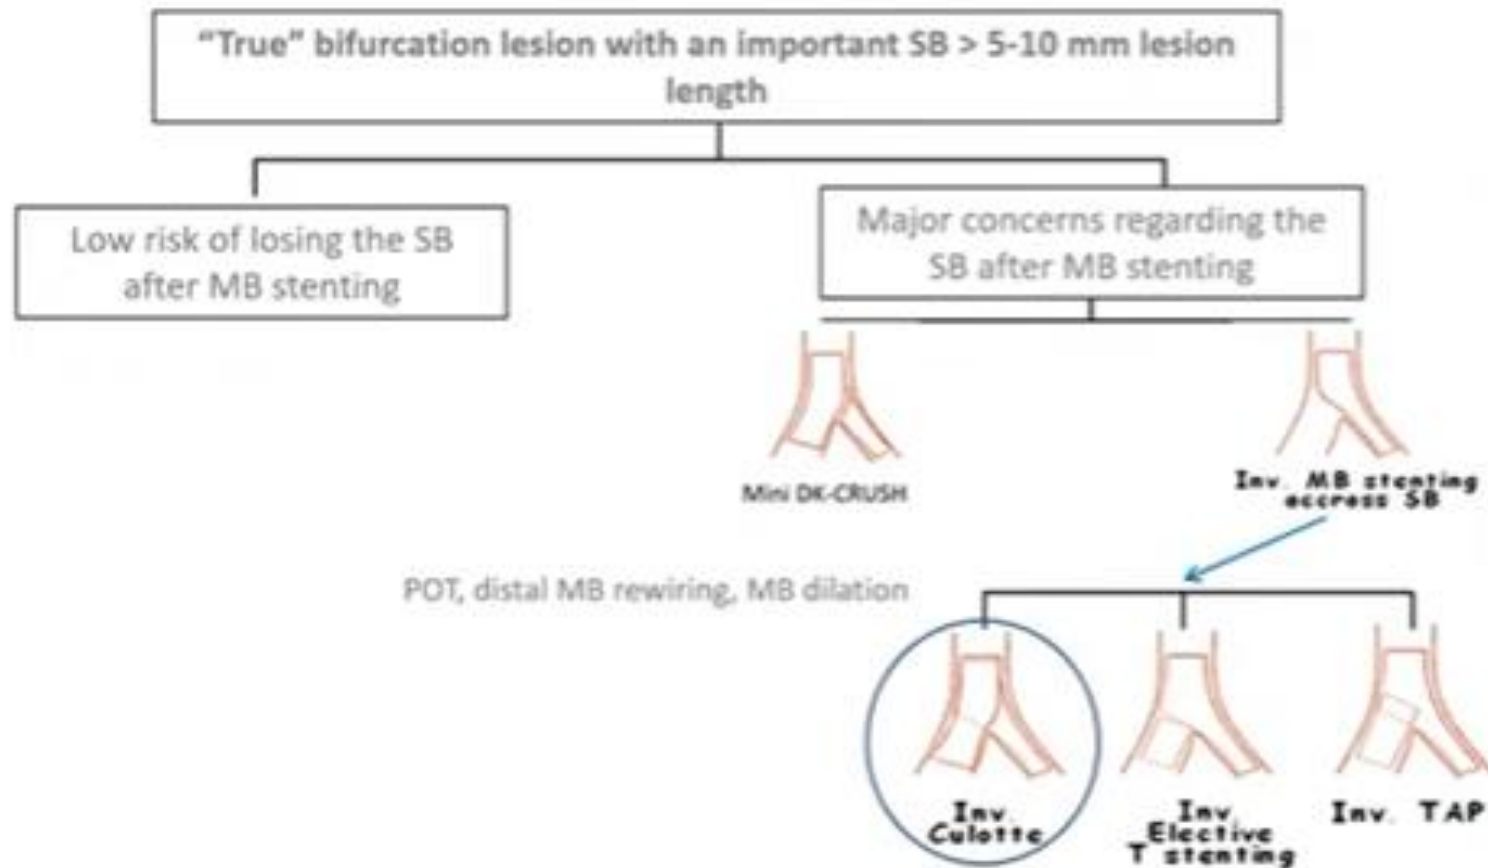 “True” bifurcation lesion with an important SB > 5-10 mm lesion
length
Low risk of losing the SB
after MB stenting
Major concerns regarding the
SB after MB stenting
Mini DK-CRUSH
Inv. MB stenting
accross SB
POT, distal MB rewiring, MB dilation
Inv.
Culotte
Inv.
Elective
T stenting
Inv. TAP